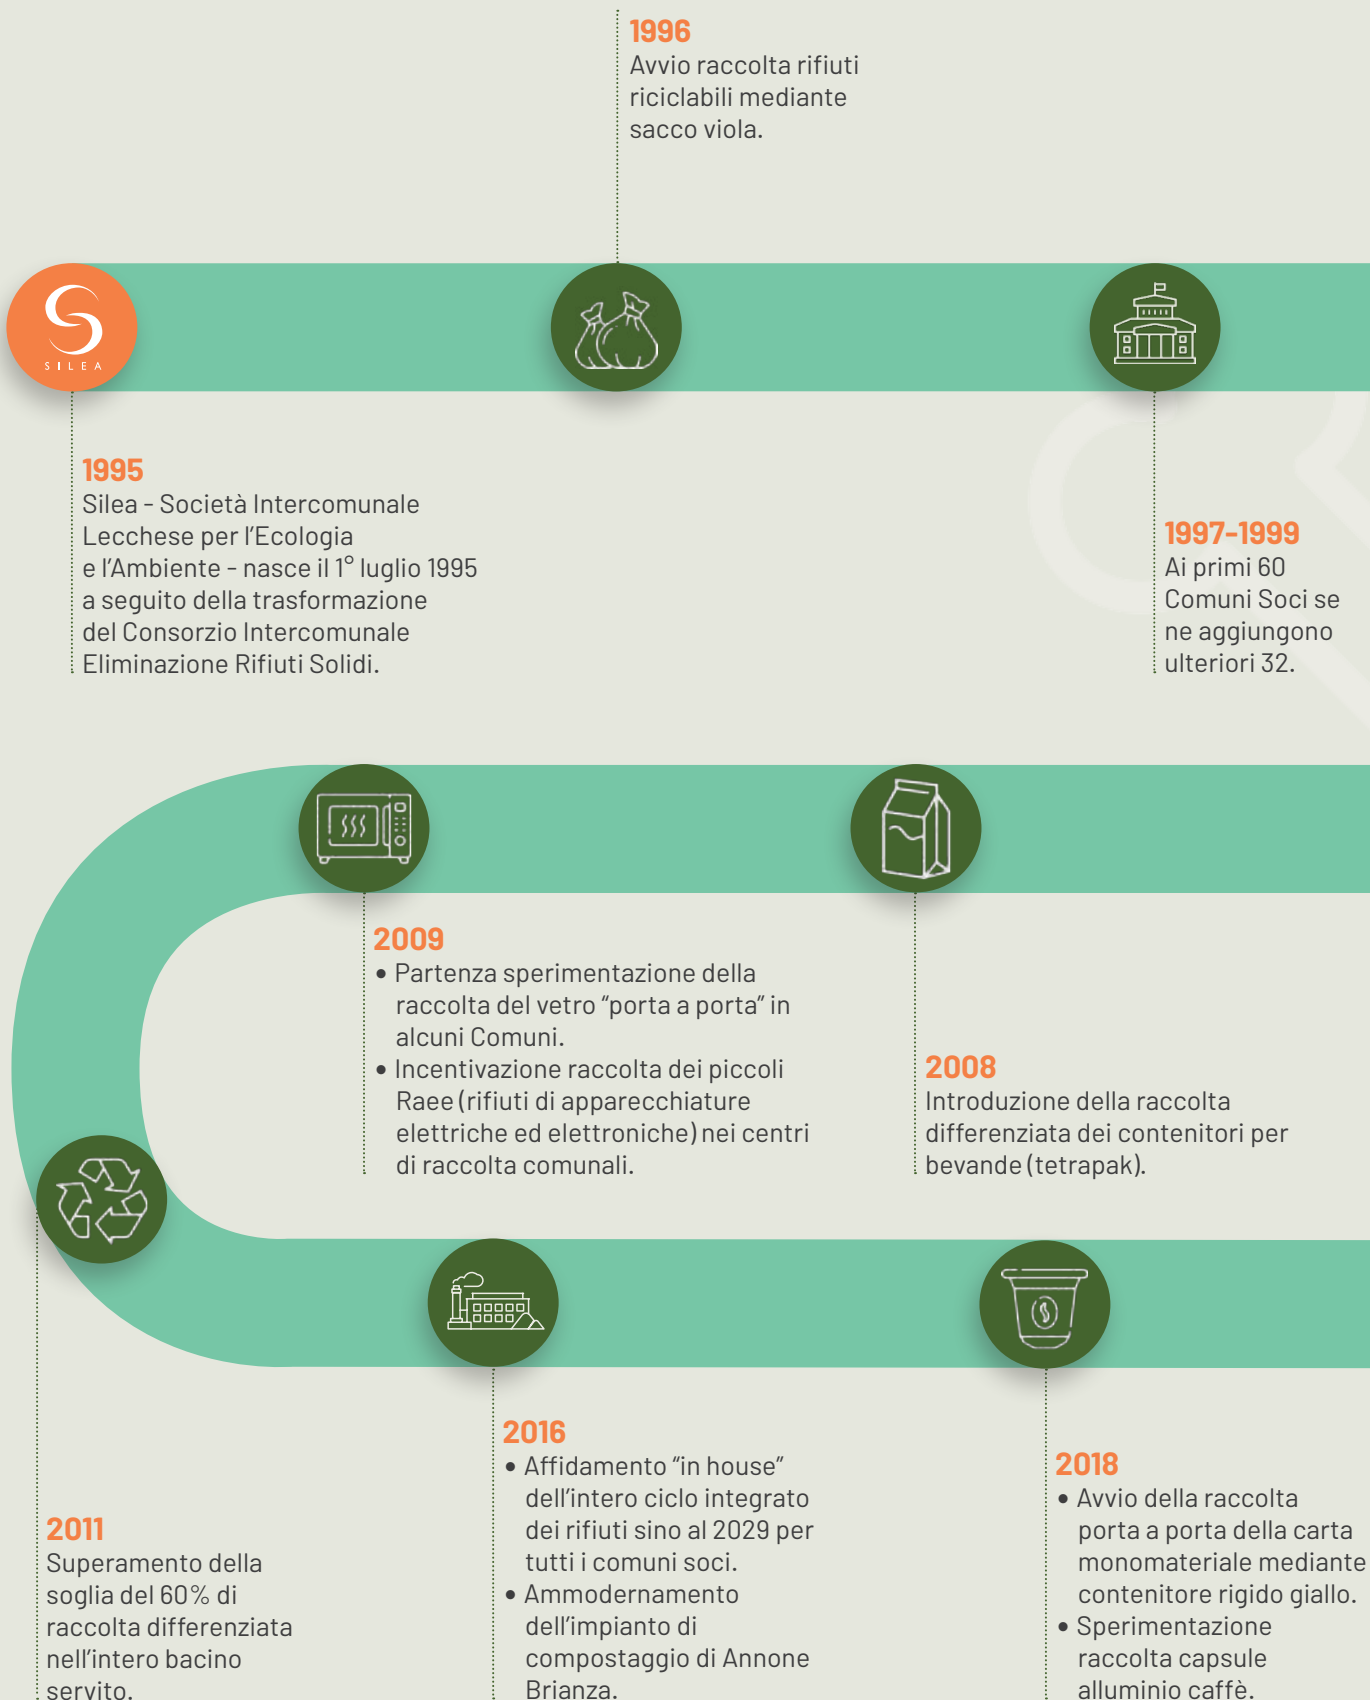 1996
Avvio raccolta rifiuti
riciclabili mediante
sacco viola.
SILEA
1995
Silea - Società Intercomunale
Lecchese per l'Ecologia
e l'Ambiente - nasce il 1° luglio 1995
a seguito della trasformazione
del Consorzio Intercomunale
Eliminazione Rifiuti Solidi.
1997-1999
Ai primi 60
Comuni Soci se
ne aggiungono
ulteriori 32.
2009
• Partenza sperimentazione della
raccolta del vetro “porta a porta” in
alcuni Comuni.
• Incentivazione raccolta dei piccoli
Raee (rifiuti di apparecchiature
elettriche ed elettroniche) nei centri
di raccolta comunali.
2008
Introduzione della raccolta
differenziata dei contenitori per
bevande (tetrapak).
2011
Superamento della
soglia del 60% di
raccolta differenziata
nell'intero bacino
servito.
2016
• Affidamento “in house”
dell'intero ciclo integrato
dei rifiuti sino al 2029 per
tutti i comuni soci.
• Ammodernamento
dell'impianto di
compostaggio di Annone
Brianza.
2018
• Avvio della raccolta
porta a porta della carta
monomateriale mediante
contenitore rigido giallo.
• Sperimentazione
raccolta capsule
alluminio caffè.